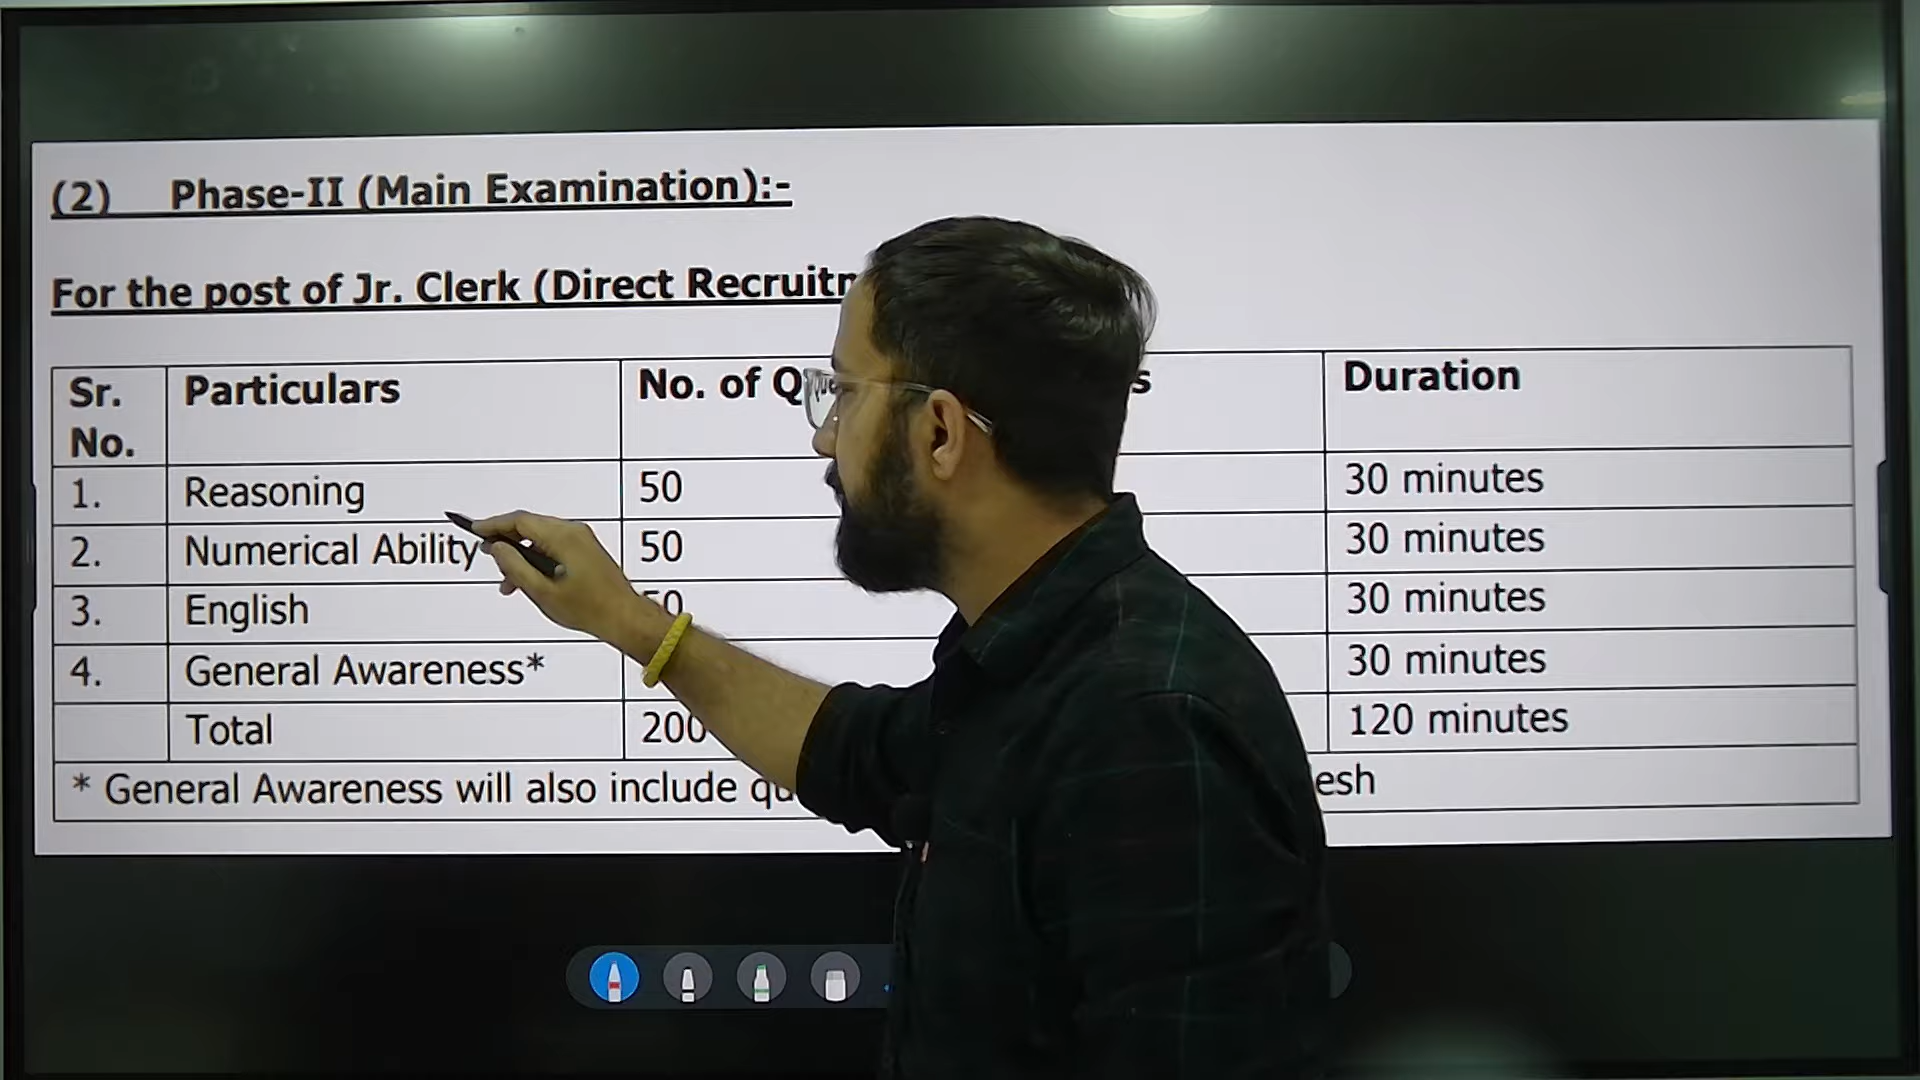 (2) Phase-II (Main Examination):-
For the post of Jr. Clerk (Direct
Sr. No. Particulars No. of Duration
1. Reasoning 50 30 minutes
2. Numerical Ability 50 30 minutes
3. English 50 30 minutes
4. General Awareness* 30 minutes
Total 200 120 minutes
* General Awareness will also include